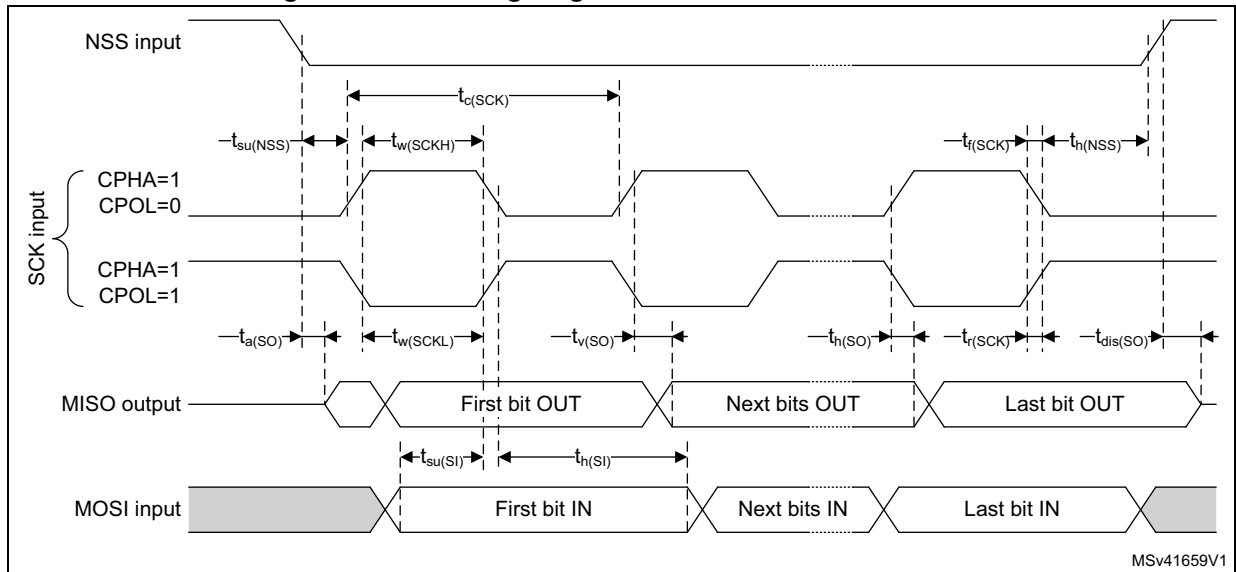 NSS input
tc(SCK)
tsu(NSS)
tw(SCKH)
tf(SCK)
th(NSS)
SCK input
CPHA=1
CPOL=0
CPHA=1
CPOL=1
ta(SO)
tw(SCKL)
tv(SO)
th(SO)
tr(SCK)
tdis(SO)
MISO output
First bit OUT
Next bits OUT
Last bit OUT
tsu(SI)
th(SI)
MOSI input
First bit IN
Next bits IN
Last bit IN
MSv41659V1